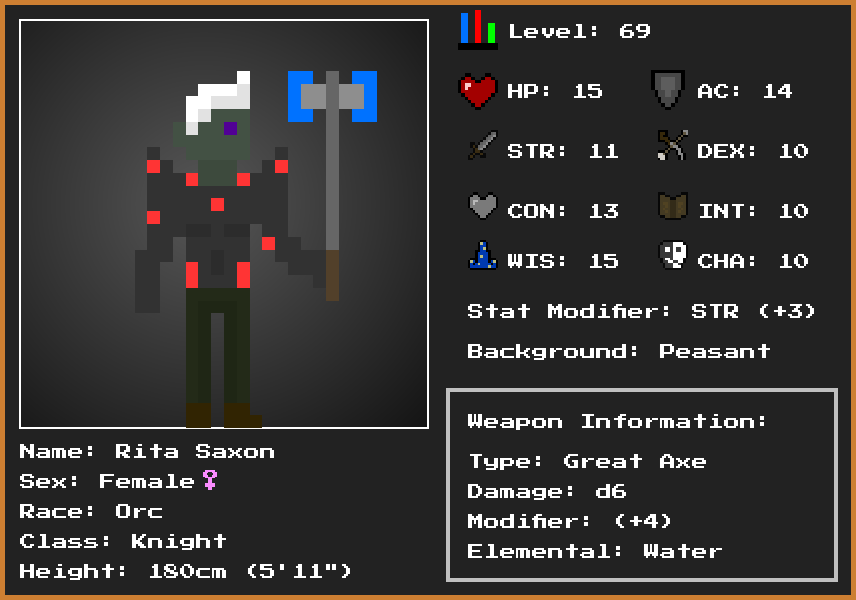 Level: 69
HP: 15
AC: 14
STR: 11
DEX: 10
CON: 13
INT: 10
WIS: 15
CHA: 10
Stat Modifier: STR (+3)
Background: Peasant
Weapon Information:
Type: Great Axe
Damage: d6
Modifier: (+4)
Elemental: Water
Name: Rita Saxon
Sex: Female♀
Race: Orc
Class: Knight
Height: 180cm (5'11")